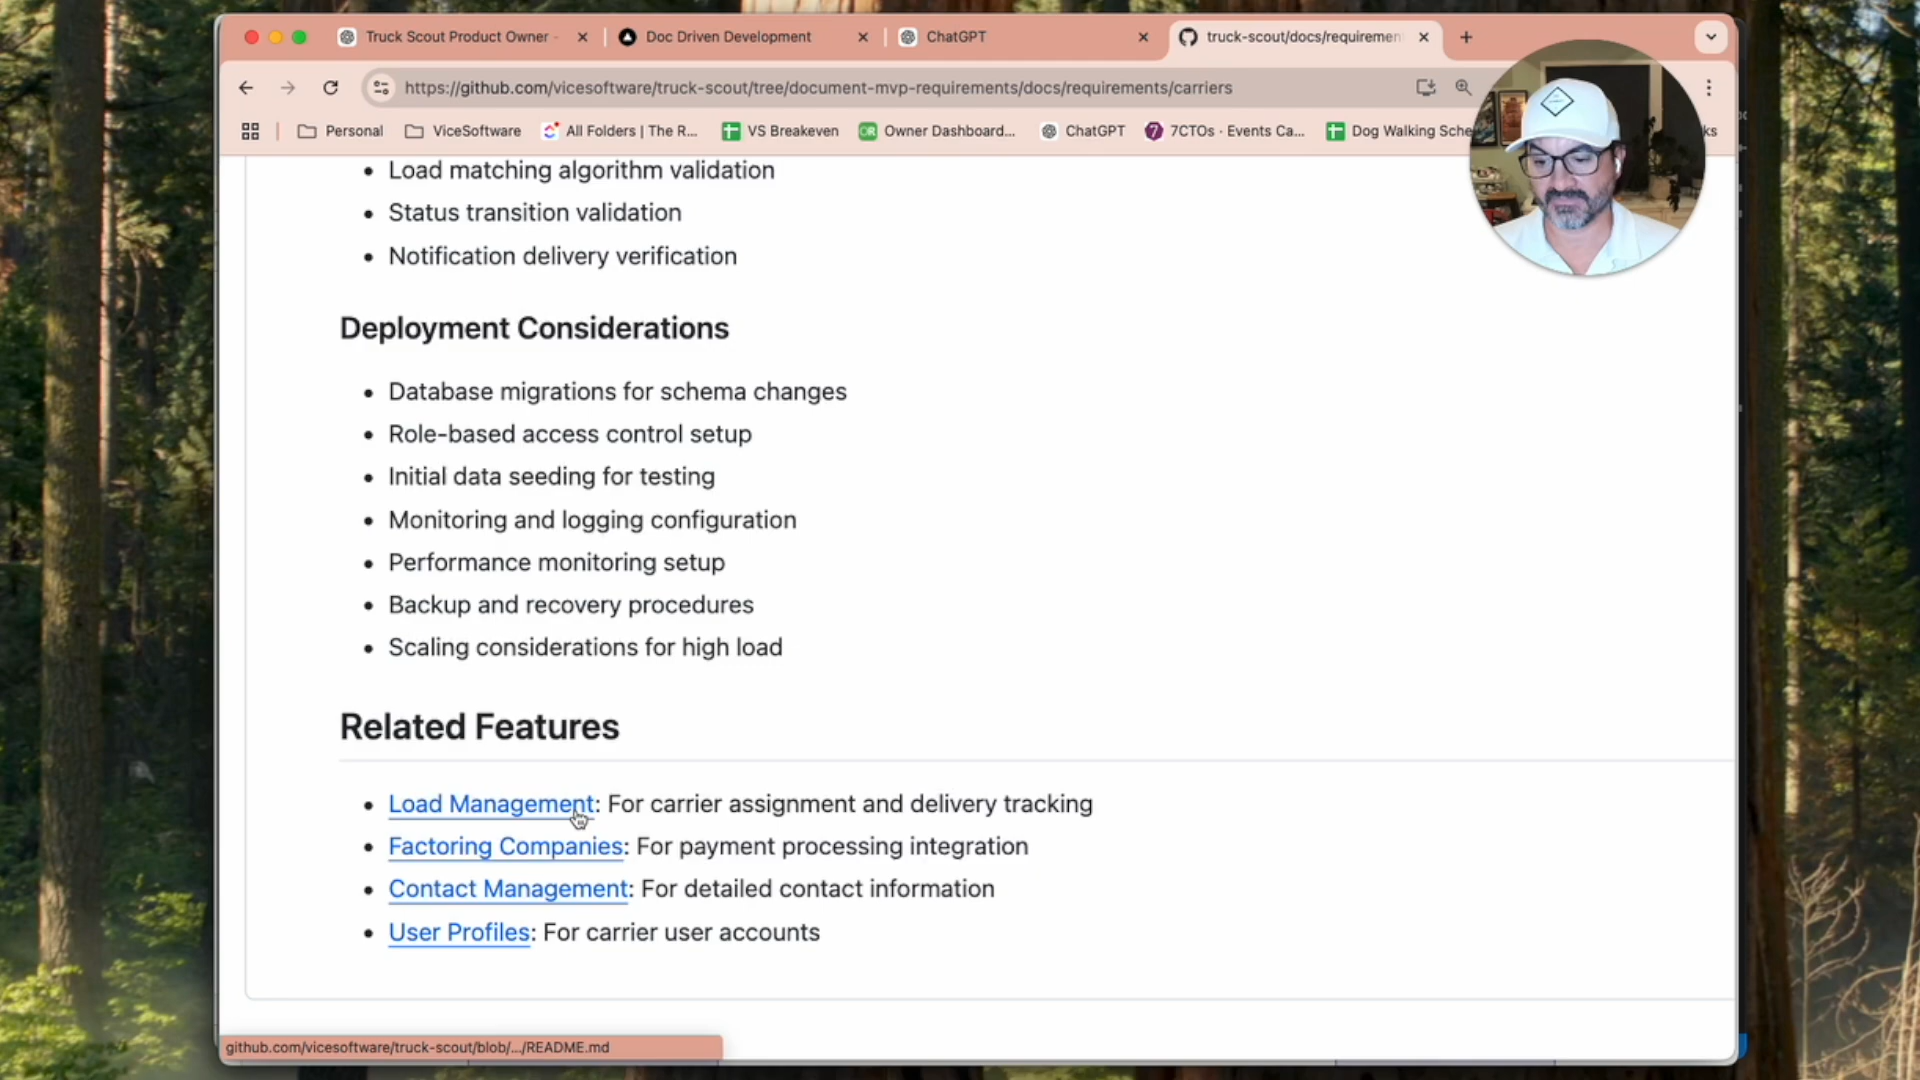 Truck Scout Product Owner -
Doc Driven Development
ChatGPT
truck-scout/docs/requiremen
https://github.com/vicesoftware/truck-scout/tree/document-mvp-requirements/docs/requirements/carriers
Personal
ViceSoftware
All Folders | The R...
VS Breakeven
OR
Owner Dashboard...
ChatGPT
7
7CTOs · Events Ca...
Dog Walking Sche
ks
• Load matching algorithm validation
• Status transition validation
• Notification delivery verification
Deployment Considerations
• Database migrations for schema changes
• Role-based access control setup
• Initial data seeding for testing
• Monitoring and logging configuration
• Performance monitoring setup
• Backup and recovery procedures
• Scaling considerations for high load
Related Features
• Load Management: For carrier assignment and delivery tracking
• Factoring Companies: For payment processing integration
• Contact Management: For detailed contact information
• User Profiles: For carrier user accounts
github.com/vicesoftware/truck-scout/blob/.../README.md